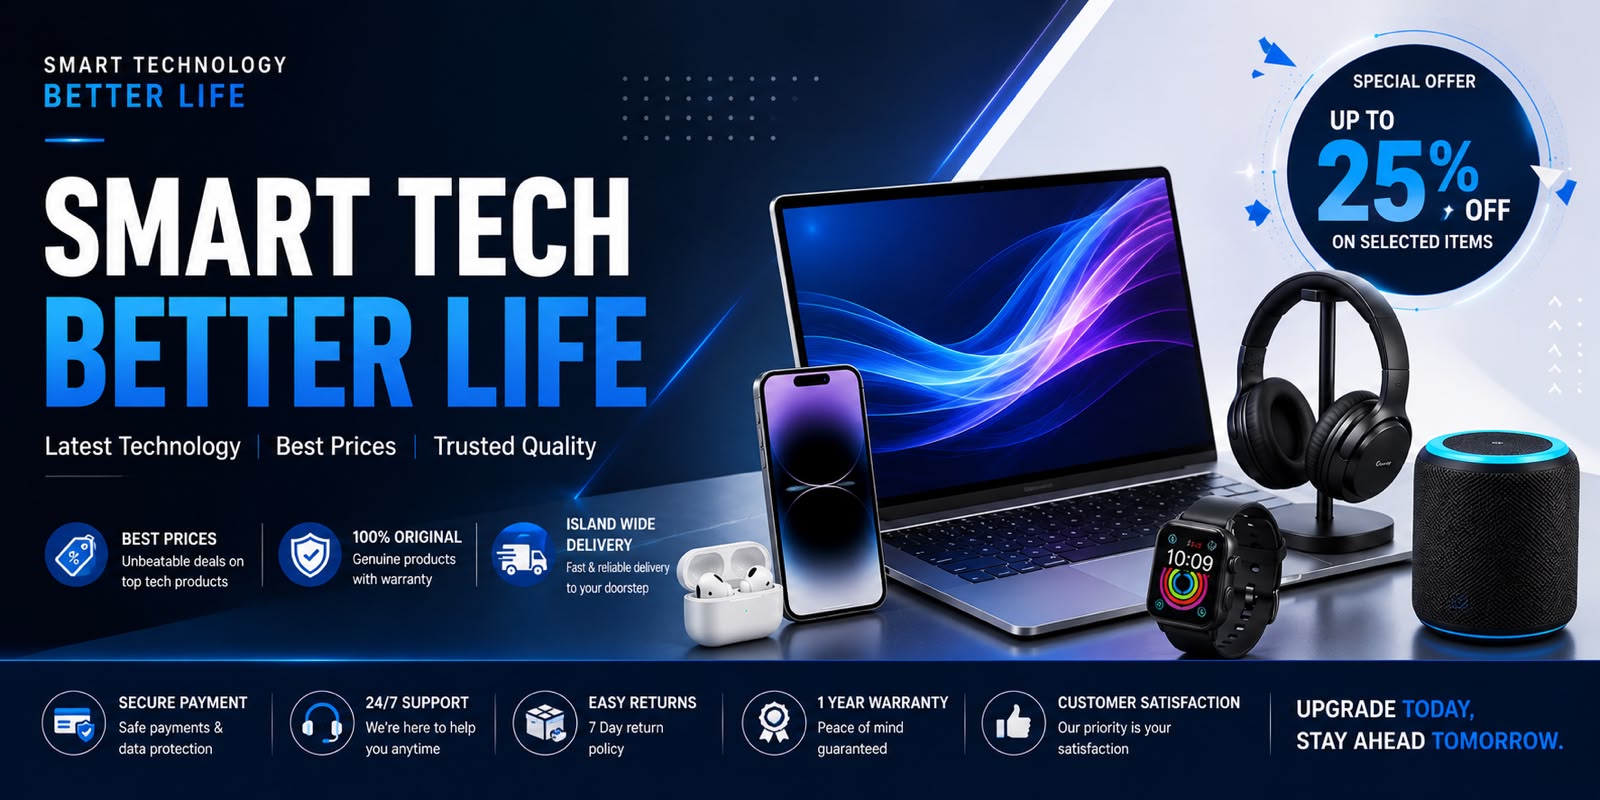 SMART TECHNOLOGY
BETTER LIFE
SMART TECH
BETTER LIFE
Latest Technology | Best Prices | Trusted Quality
BEST PRICES
Unbeatable deals on
top tech products
100% ORIGINAL
Genuine products
with warranty
ISLAND WIDE
DELIVERY
Fast & reliable delivery
to your doorstep
SPECIAL OFFER
UP TO
25%
OFF
ON SELECTED ITEMS
10:09
SECURE PAYMENT
Safe payments &
data protection
24/7 SUPPORT
We're here to help
you anytime
EASY RETURNS
7 Day return
policy
1 YEAR WARRANTY
Peace of mind
guaranteed
CUSTOMER SATISFACTION
Our priority is your
satisfaction
UPGRADE TODAY,
STAY AHEAD TOMORROW.